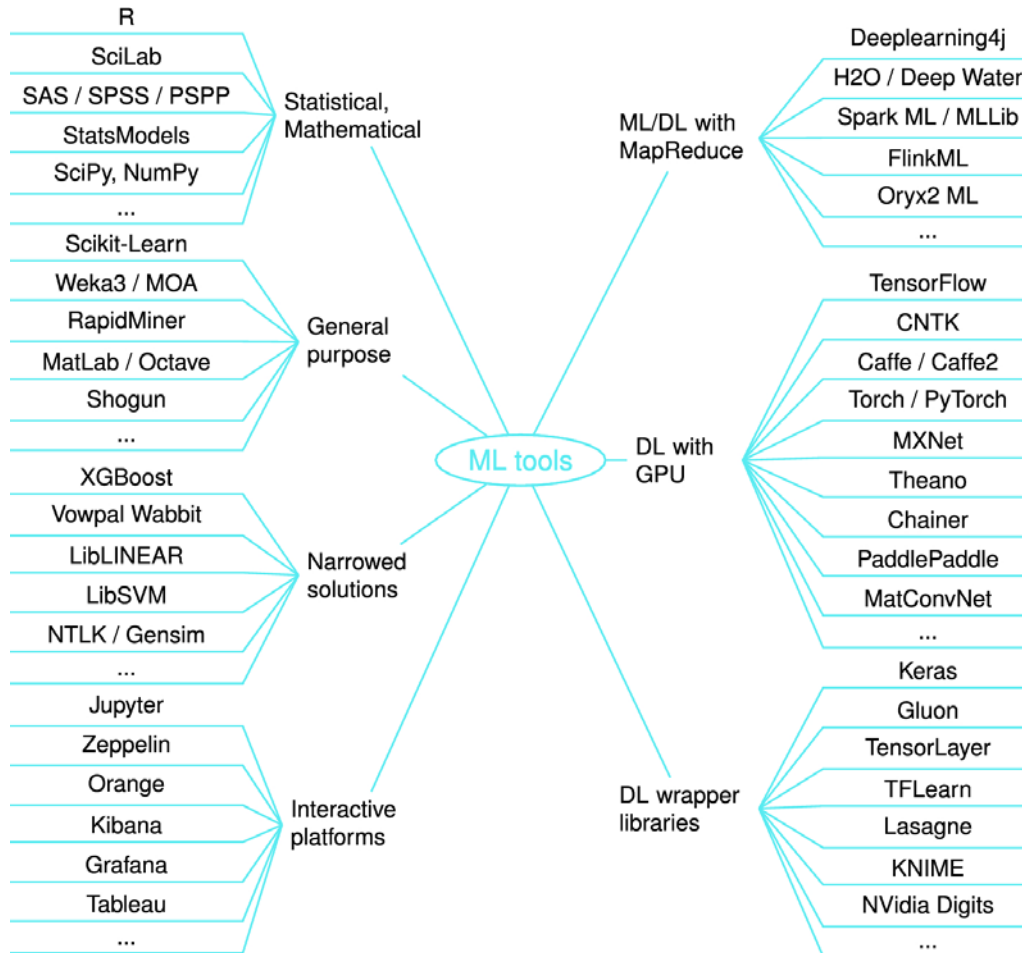 R
SciLab
SAS / SPSS / PSPP
StatsModels
SciPy, NumPy
...
Statistical,
Mathematical
Scikit-Learn
Weka3 / MOA
RapidMiner
MatLab / Octave
Shogun
...
General
purpose
XGBoost
Vowpal Wabbit
LibLINEAR
LibSVM
NTLK / Gensim
...
Narrowed
solutions
Jupyter
Zeppelin
Orange
Kibana
Grafana
Tableau
...
Interactive
platforms
ML tools
ML/DL with
MapReduce
Deeplearning4j
H2O / Deep Water
Spark ML / MLLib
FlinkML
Oryx2 ML
...
DL with
GPU
TensorFlow
CNTK
Caffe / Caffe2
Torch / PyTorch
MXNet
Theano
Chainer
PaddlePaddle
MatConvNet
...
DL wrapper
libraries
Keras
Gluon
TensorLayer
TFLearn
Lasagne
KNIME
NVidia Digits
...